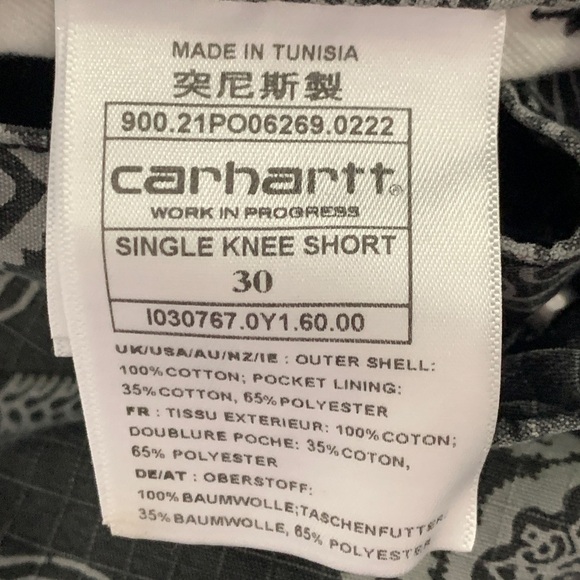 MADE IN TUNISIA
突尼斯製
900.21PO06269.0222
carhartt®
WORK IN PROGRESS
SINGLE KNEE SHORT
30
I030767.0Y1.60.00
UK/USA/AU/NZ/IE : OUTER SHELL:
100%COTTON; POCKET LINING:
35%COTTON, 65% POLYESTER
FR : TISSU EXTERIEUR: 100%COTON;
DOUBLURE POCHE: 35%COTON,
65% POLYESTER
DE/AT : OBERSTOFF:
100%BAUMWOLLE;TASCHENFUTTER
35%BAUMWOLLE, 65% POLYESTE